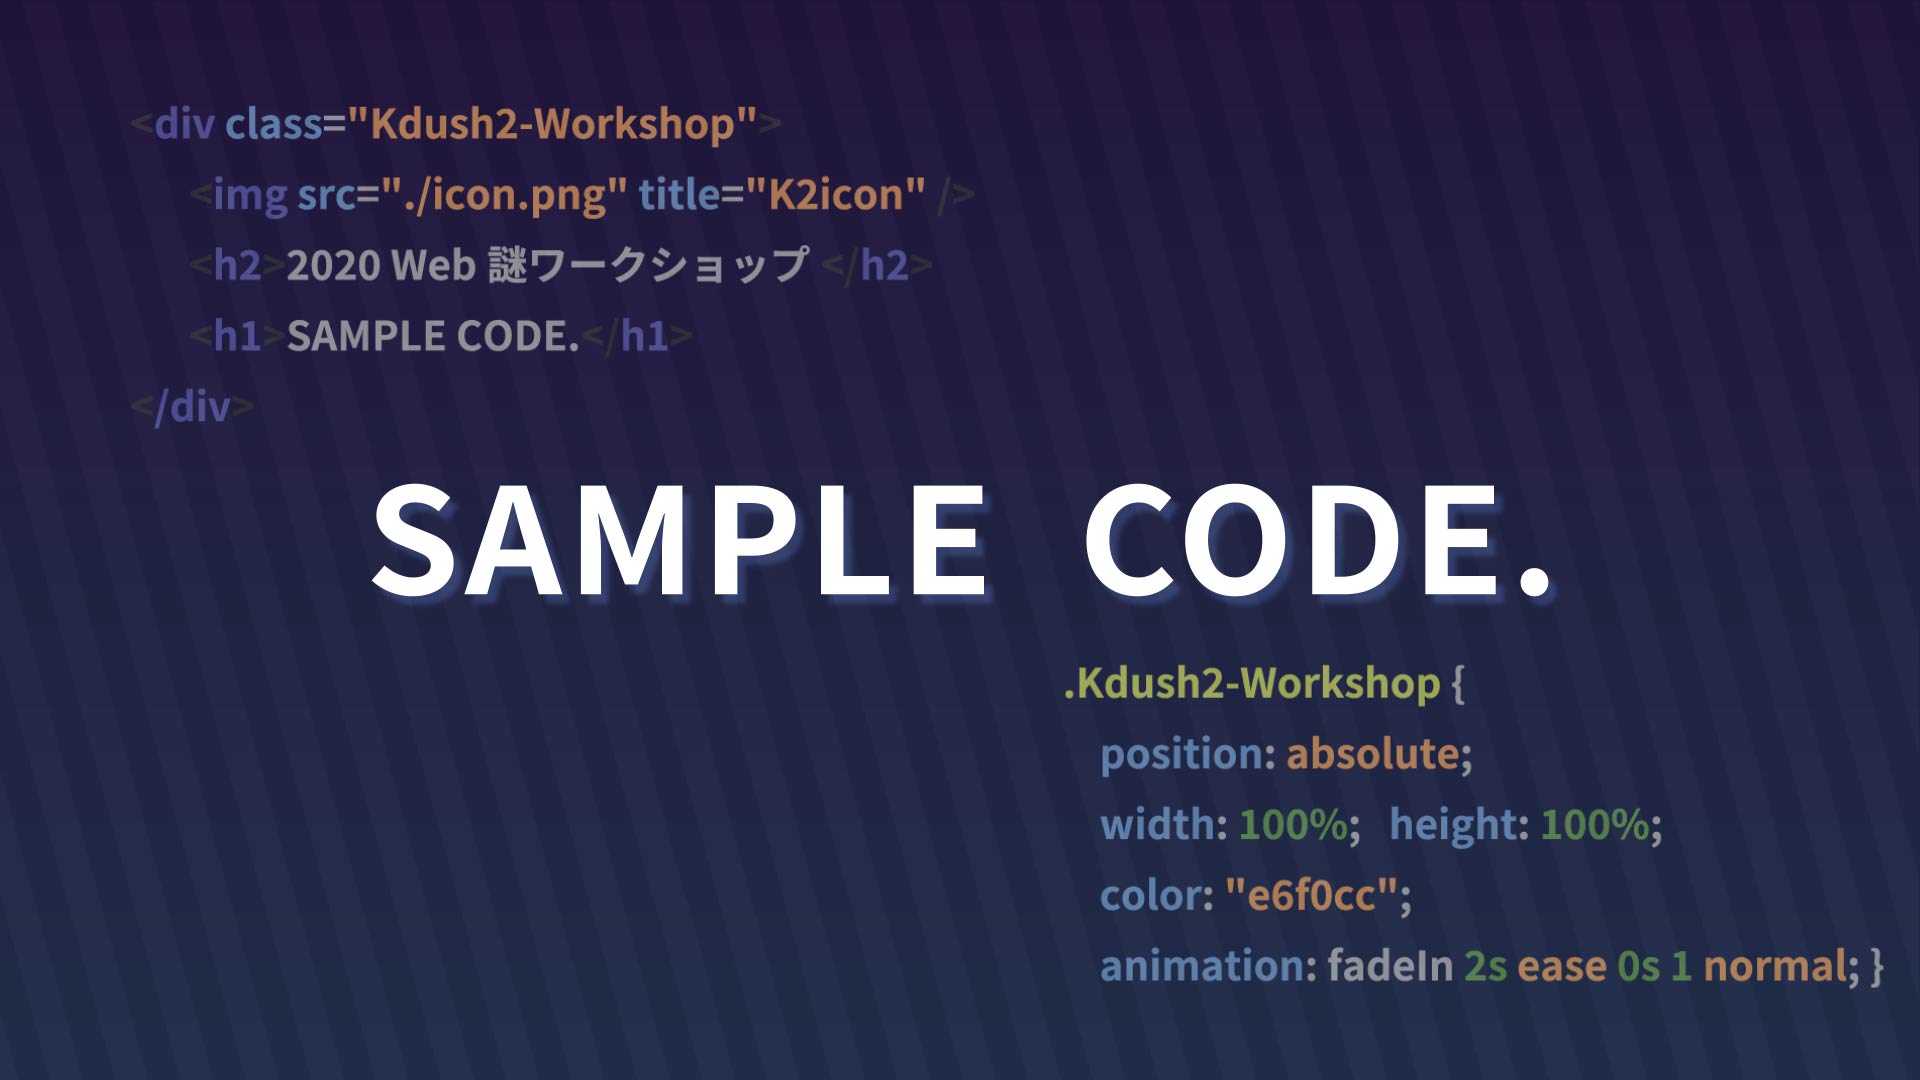 <div class="Kdush2-Workshop">
<img src="./icon.png" title="K2icon" />
<h2>2020 Web 謎ワークショップ </h2>
<h1>SAMPLE CODE.</h1>
</div>
SAMPLE CODE.
.Kdush2-Workshop {
position: absolute;
width: 100%; height: 100%;
color: "e6f0cc";
animation: fadeIn 2s ease 0s 1 normal; }